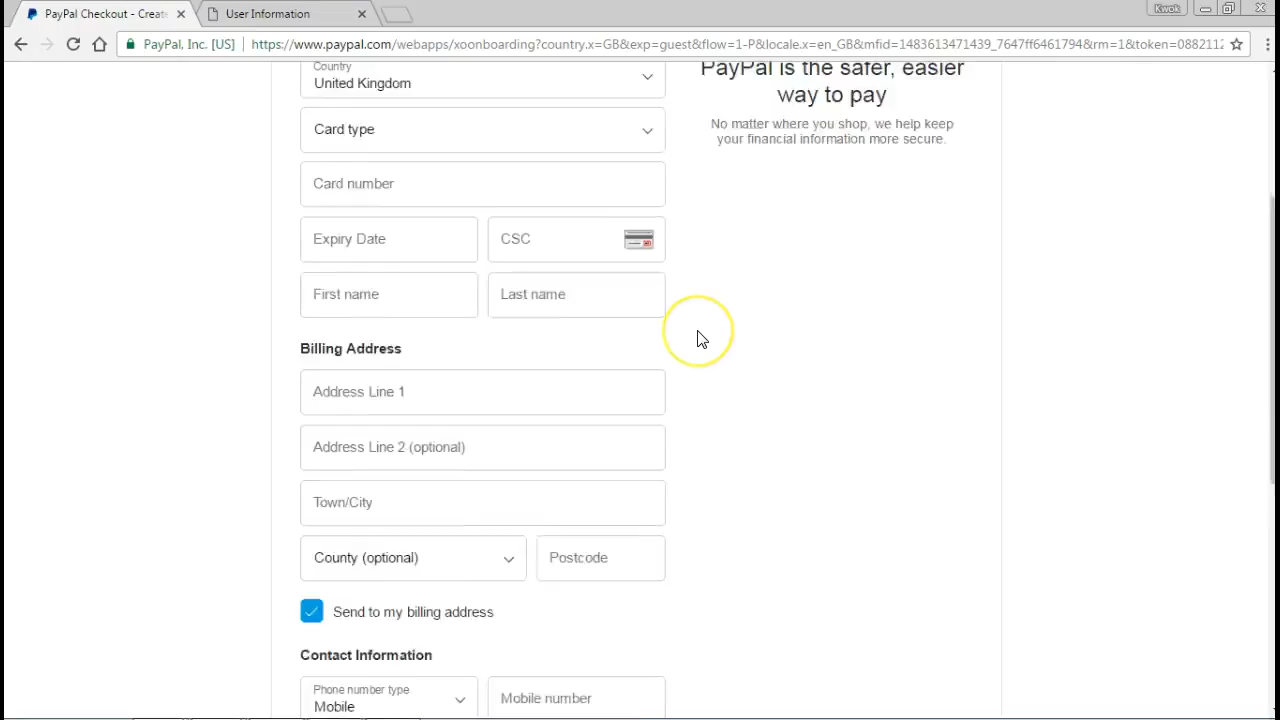 PayPal Checkout - Create
User Information
Kwok
PayPal, Inc. [US]
https://www.paypal.com/webapps/xoonboarding?country.x=GB&exp=guest&flow=1-P&locale.x=en_GB&mfid=1483613471439_7647ff6461794&rm=1&token=0882112
Country
United Kingdom
Card type
Card number
Expiry Date
CSC
First name
Last name
Billing Address
Address Line 1
Address Line 2 (optional)
Town/City
County (optional)
Postcode
Send to my billing address
Contact Information
Phone number type
Mobile
Mobile number
PayPal is the safer, easier
way to pay
No matter where you shop, we help keep
your financial information more secure.